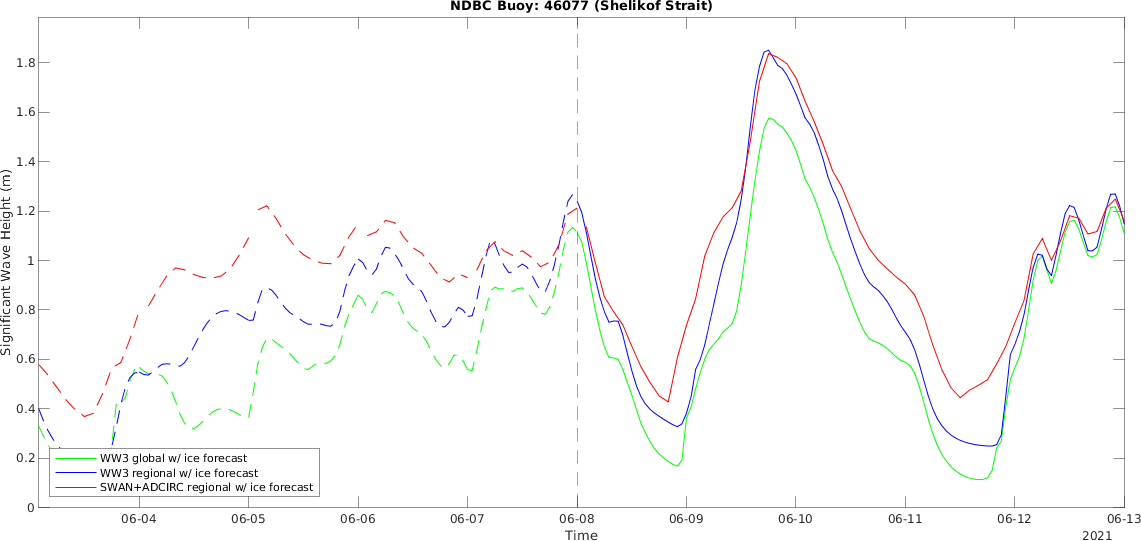 NDBC Buoy: 46077 (Shelikof Strait)
1.8
1.6
1.4
1.2
1
0.8
0.6
0.4
0.2
0
Significant Wave Height (m)
WW3 global w/ ice forecast
WW3 regional w/ ice forecast
SWAN+ADCIRC regional w/ ice forecast
06-04 06-05 06-06 06-07 06-08 06-09 06-10 06-11 06-12 06-13
Time
2021